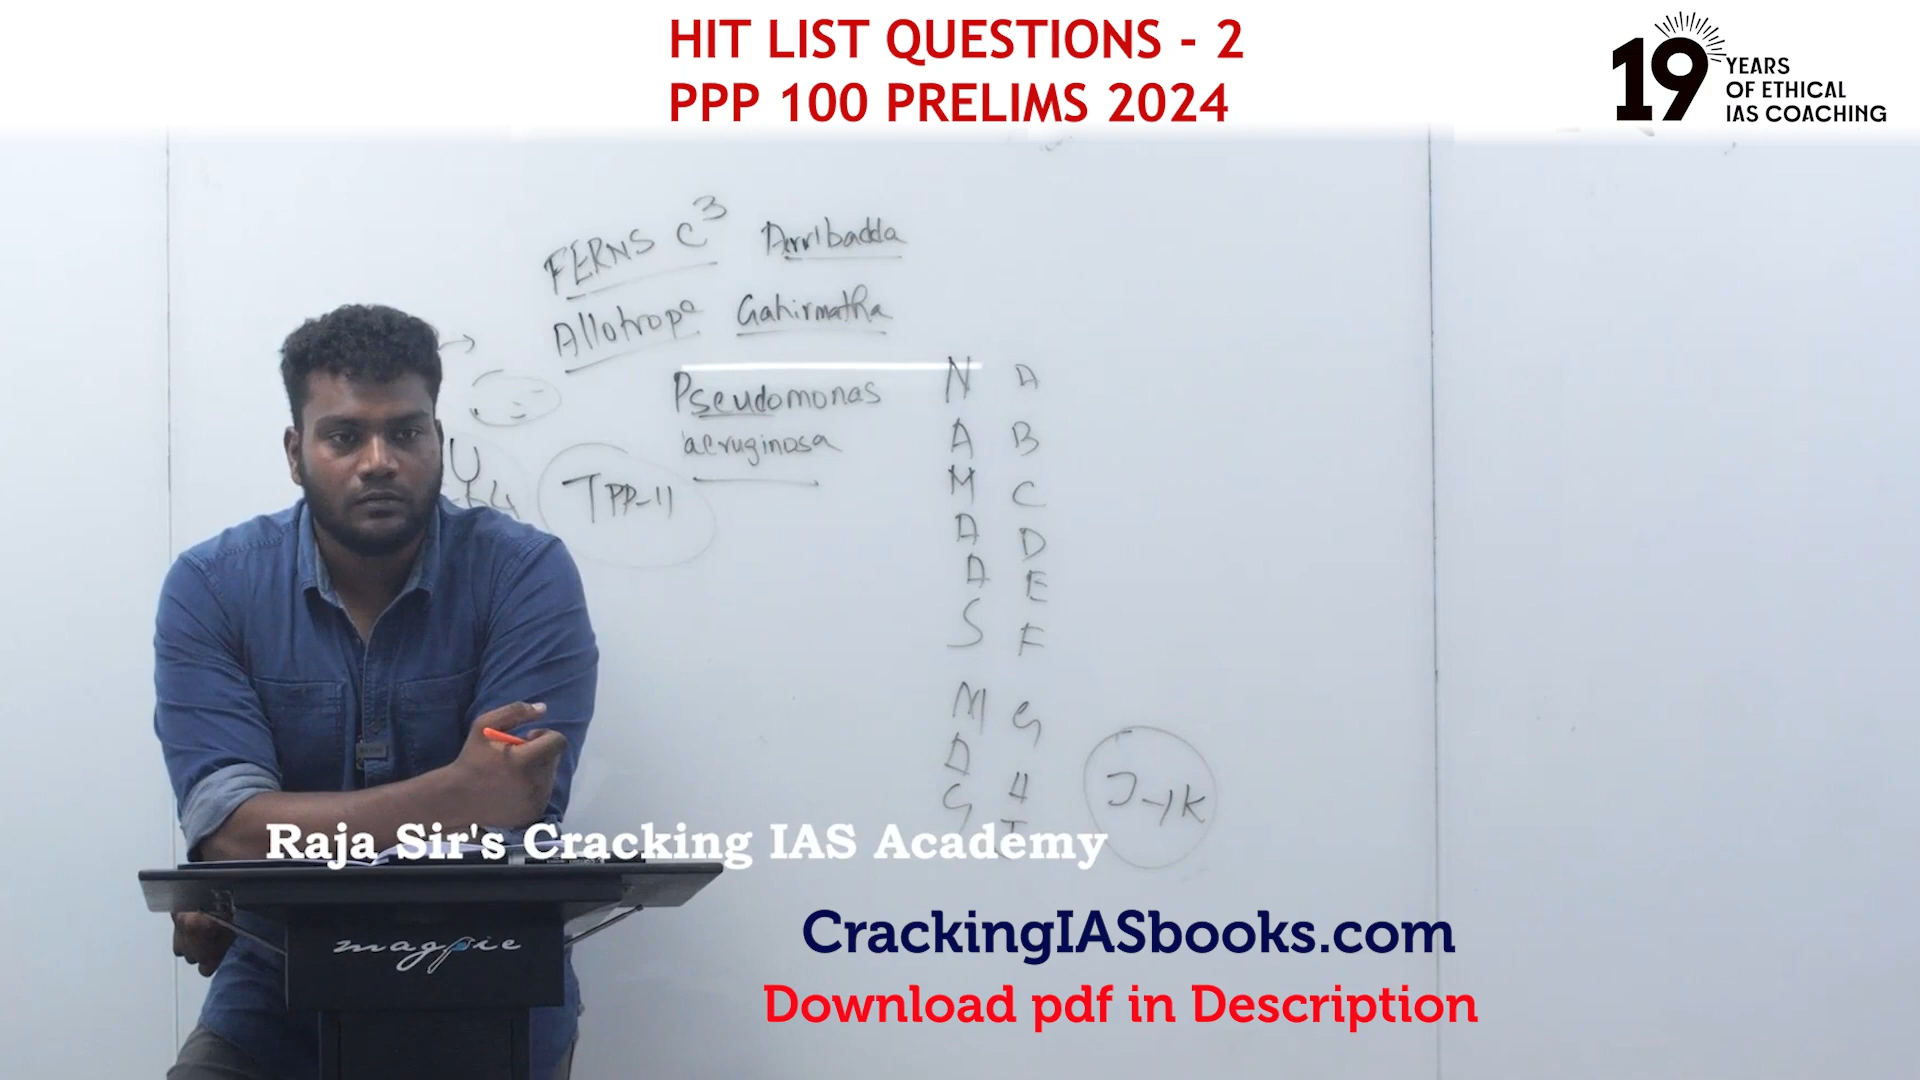 HIT LIST QUESTIONS - 2
PPP 100 PRELIMS 2024
19 YEARS
OF ETHICAL
IAS COACHING
FERNS C3 Arribadda
Allotrope Gahirmatha
Pseudomonas
aeruginosa
TPP-11
N A
A B
M C
A D
A E
S F
M G
A H
G I
J-K
Raja Sir's Cracking IAS Academy
magpie
CrackingIASbooks.com
Download pdf in Description